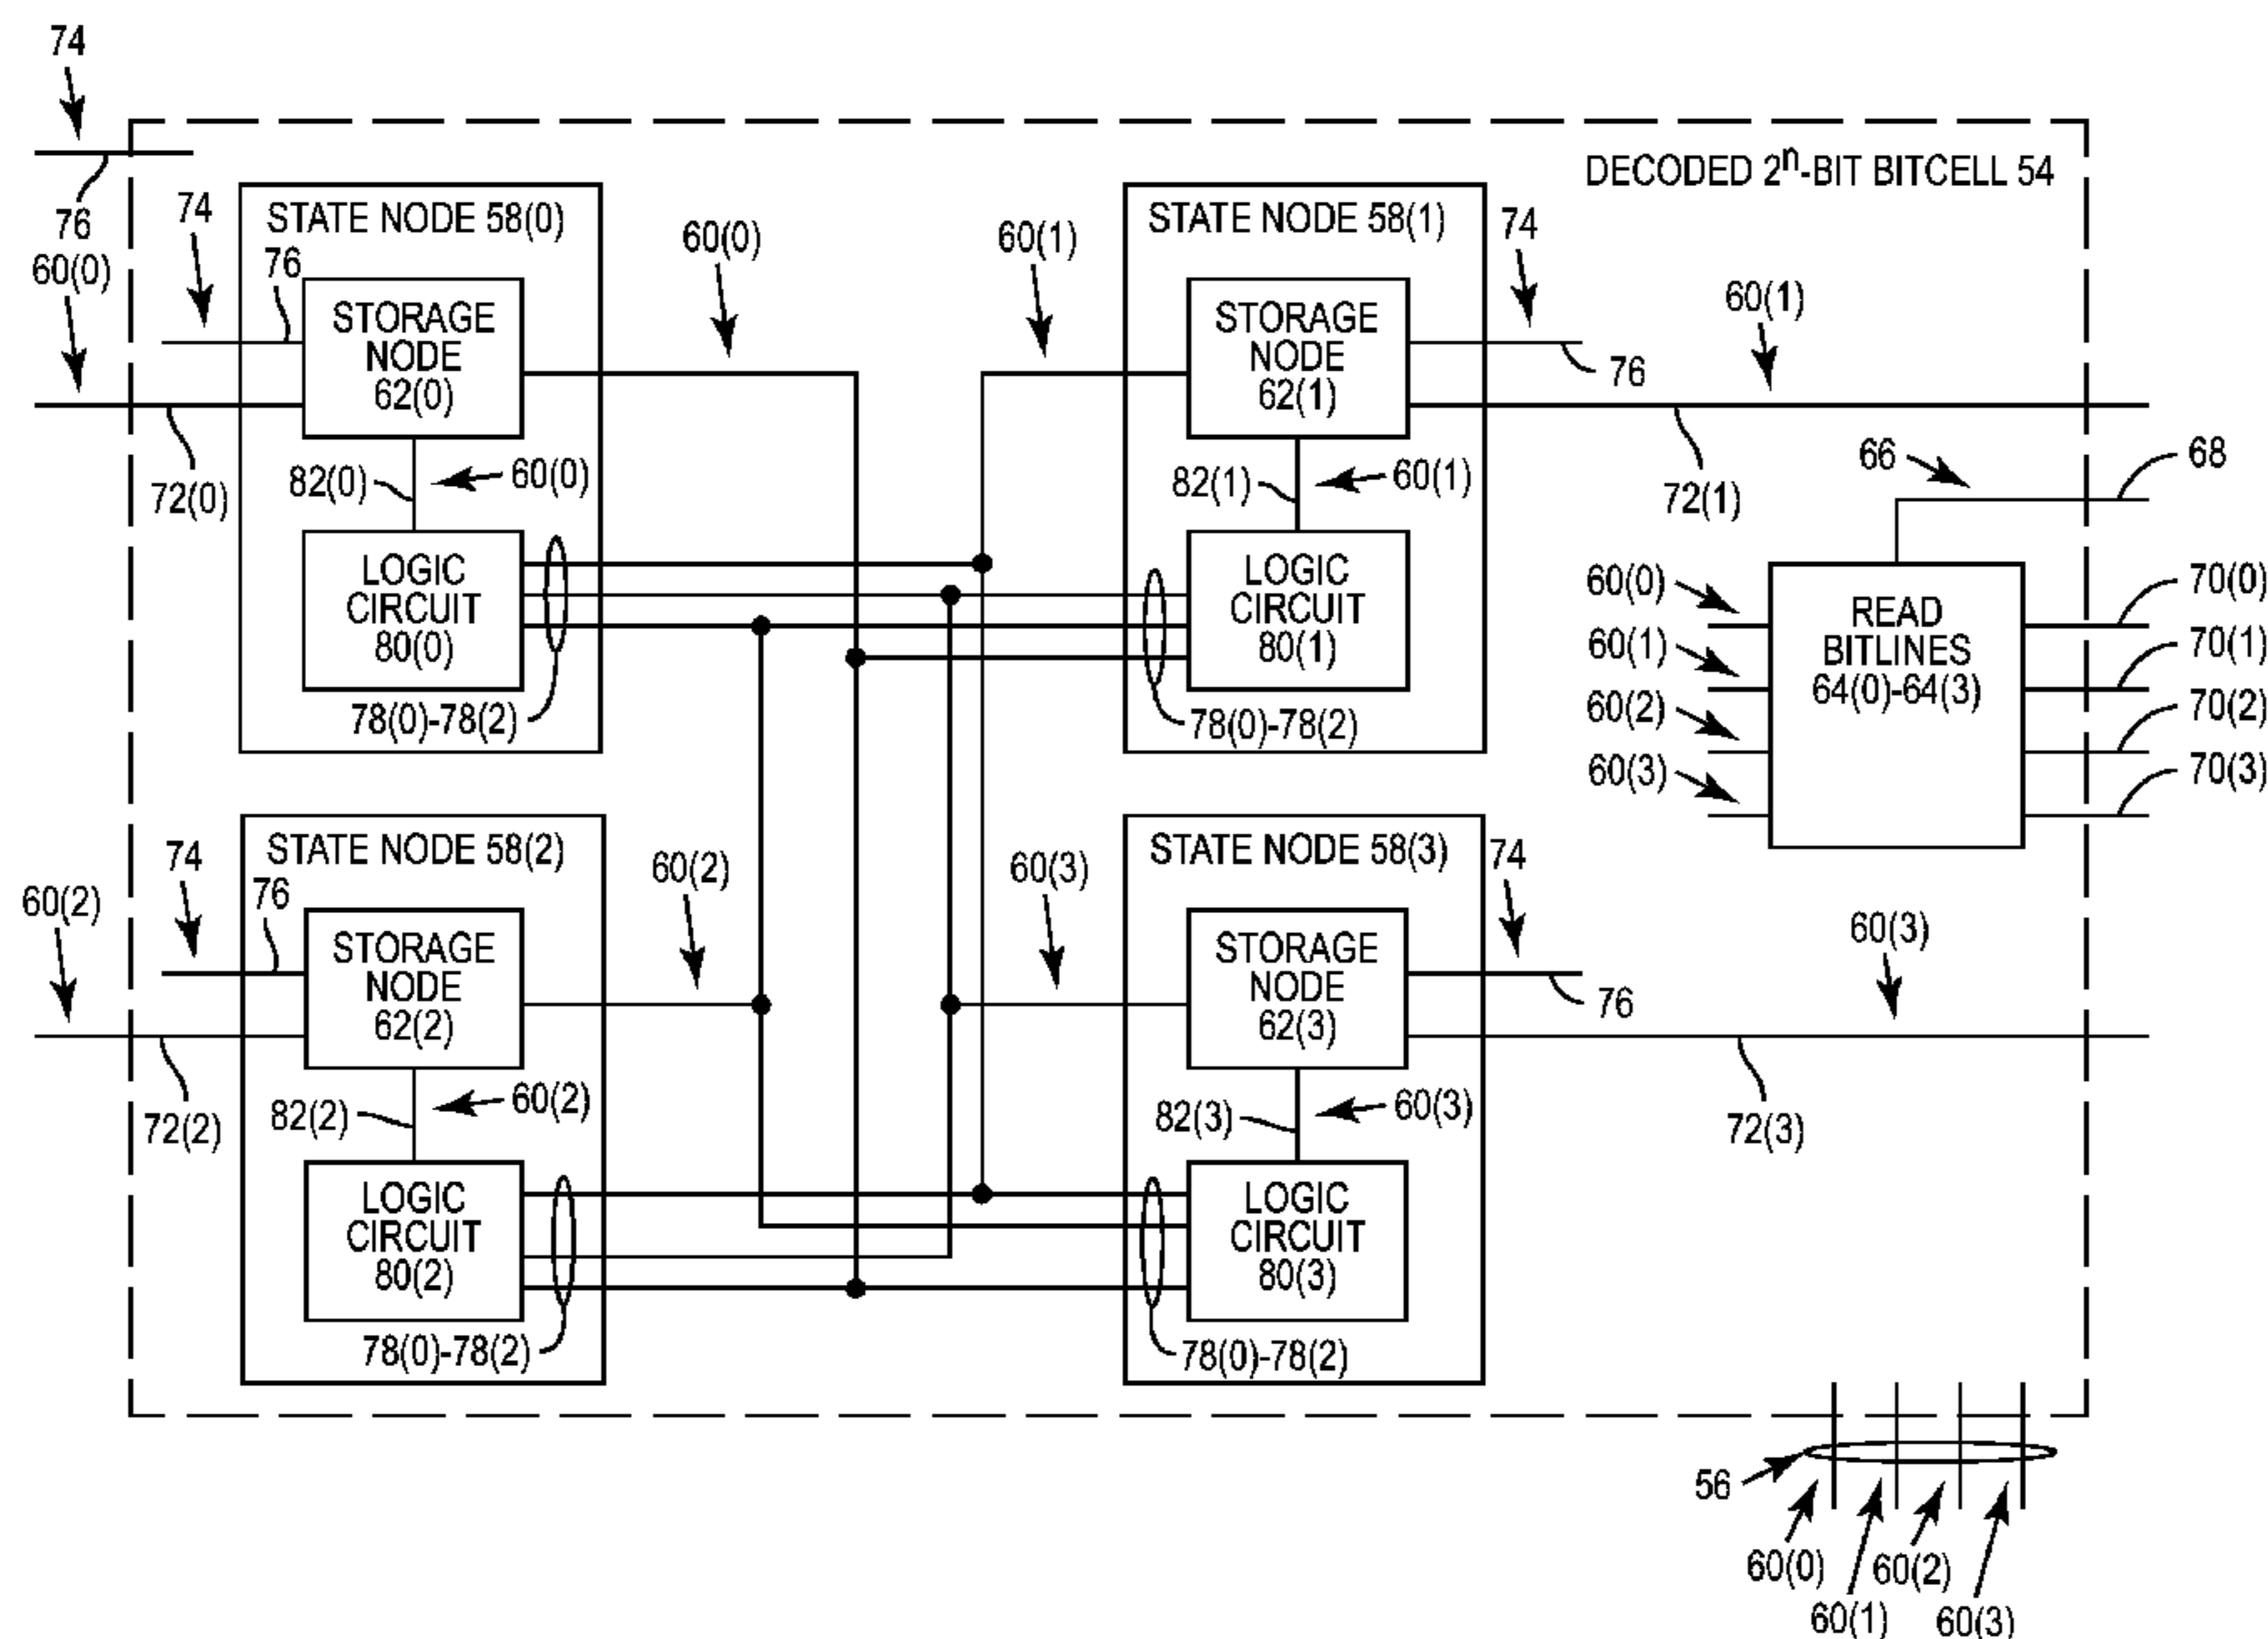 74
DECODED 2ⁿ-BIT BITCELL 54
76
60(0)
74
STATE NODE 58(0)
76
STORAGE
NODE
62(0)
60(0)
72(0)
82(0)
60(0)
LOGIC
CIRCUIT
80(0)
78(0)-78(2)
60(1)
STATE NODE 58(1)
74
STORAGE
NODE
62(1)
76
60(1)
72(1)
82(1)
60(1)
LOGIC
CIRCUIT
80(1)
78(0)-78(2)
66
68
60(0)
60(1)
60(2)
60(3)
READ
BITLINES
64(0)-64(3)
70(0)
70(1)
70(2)
70(3)
60(2)
74
STATE NODE 58(2)
76
STORAGE
NODE
62(2)
60(2)
72(2)
82(2)
60(2)
LOGIC
CIRCUIT
80(2)
78(0)-78(2)
60(3)
STATE NODE 58(3)
74
STORAGE
NODE
62(3)
76
60(3)
72(3)
82(3)
60(3)
LOGIC
CIRCUIT
80(3)
78(0)-78(2)
56
60(0)
60(1)
60(2)
60(3)